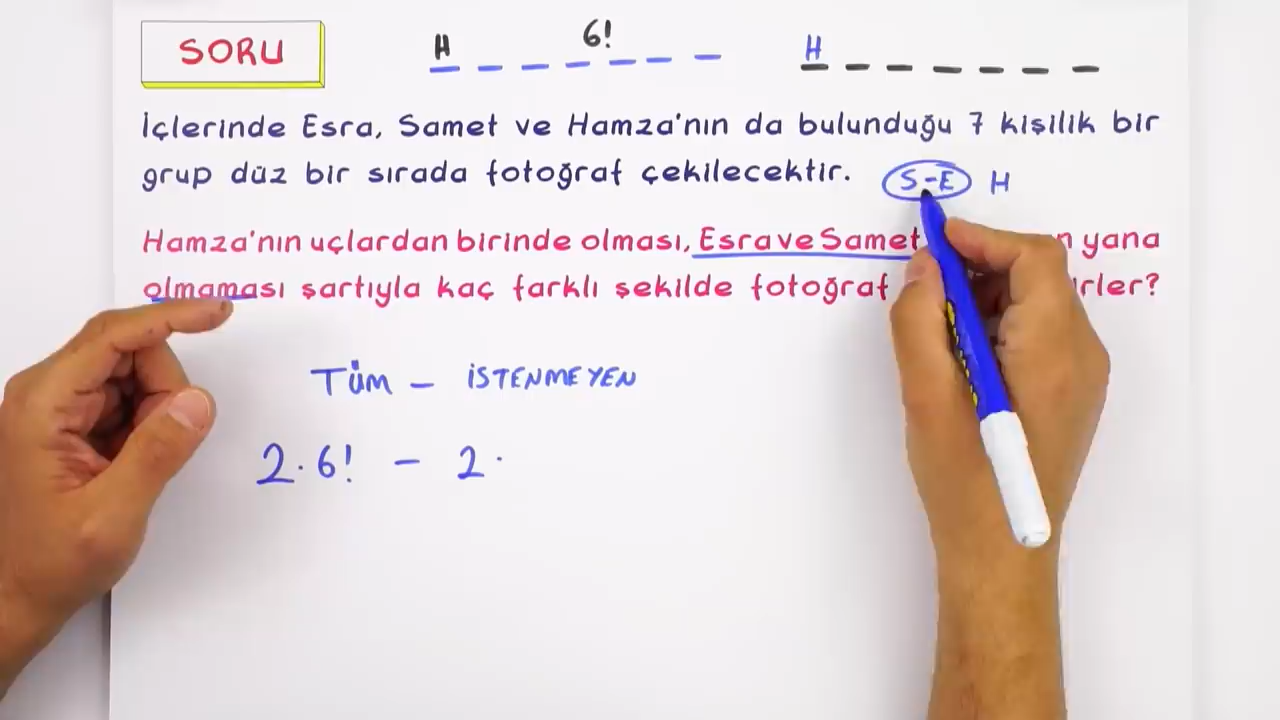 SORU
H 6!
H
İçlerinde Esra, Samet ve Hamza'nın da bulunduğu 7 kişilik bir
grup düz bir sırada fotoğraf çekilecektir.
S-E H
Hamza'nın uçlardan birinde olması, Esra ve Samet yana
olmaması şartıyla kaç farklı şekilde fotoğraf
TÜM - İSTENMEYEN
2.6! - 2.